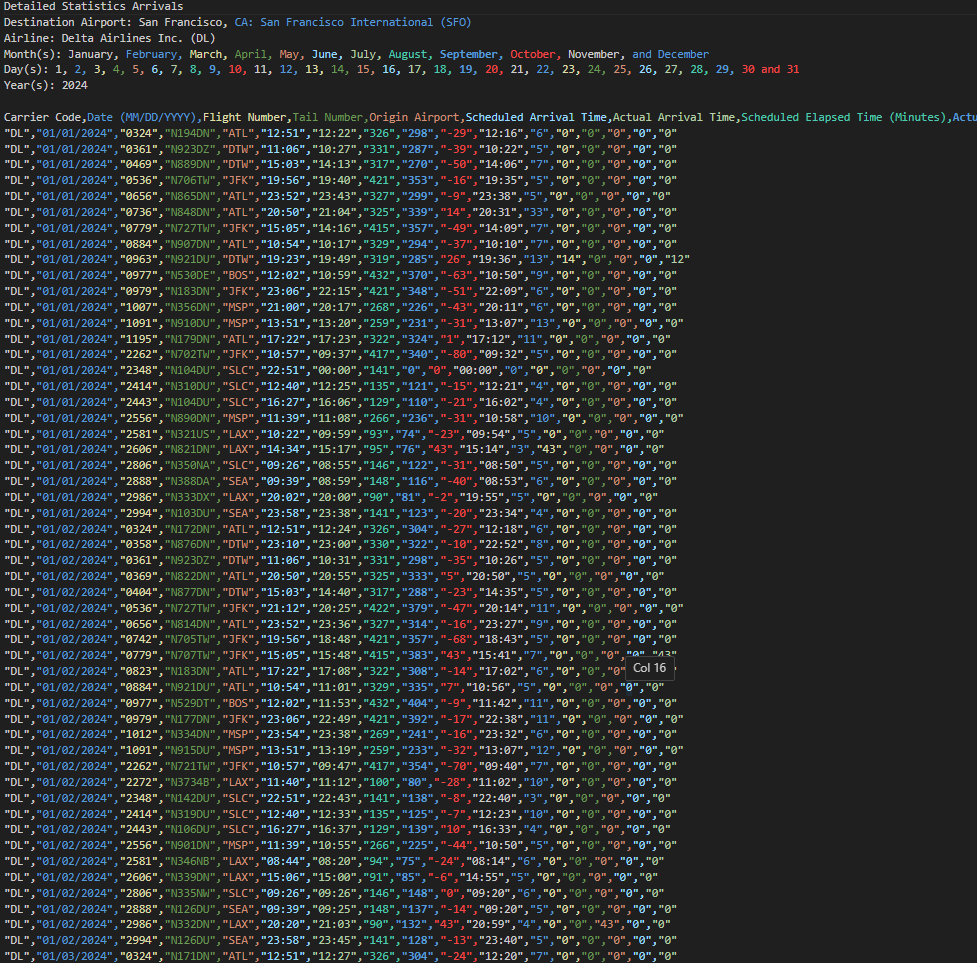 Detailed Statistics Arrivals
Destination Airport: San Francisco, CA: San Francisco International (SFO)
Airline: Delta Airlines Inc. (DL)
Month(s): January, February, March, April, May, June, July, August, September, October, November, and December
Day(s): 1, 2, 3, 4, 5, 6, 7, 8, 9, 10, 11, 12, 13, 14, 15, 16, 17, 18, 19, 20, 21, 22, 23, 24, 25, 26, 27, 28, 29, 30 and 31
Year(s): 2024
Carrier Code,Date (MM/DD/YYYY),Flight Number,Tail Number,Origin Airport,Scheduled Arrival Time,Actual Arrival Time,Scheduled Elapsed Time (Minutes),Actu
"DL","01/01/2024","0324","N194DN","ATL","12:51","12:22","326","298","-29","12:16","6","0","0","0","0","0"
"DL","01/01/2024","0361","N923DZ","DTW","11:06","10:27","331","287","-39","10:22","5","0","0","0","0","0"
"DL","01/01/2024","0469","N889DN","DTW","15:03","14:13","317","270","-50","14:06","7","0","0","0","0","0"
"DL","01/01/2024","0536","N706TW","JFK","19:56","19:40","421","353","-16","19:35","5","0","0","0","0","0"
"DL","01/01/2024","0656","N865DN","ATL","23:52","23:43","327","299","-9","23:38","5","0","0","0","0","0"
"DL","01/01/2024","0736","N848DN","ATL","20:50","21:04","325","339","14","20:31","33","0","0","0","0","0"
"DL","01/01/2024","0779","N727TW","JFK","15:05","14:16","415","357","-49","14:09","7","0","0","0","0","0"
"DL","01/01/2024","0884","N907DN","ATL","10:54","10:17","329","294","-37","10:10","7","0","0","0","0","0"
"DL","01/01/2024","0963","N921DU","DTW","19:23","19:49","319","285","26","19:36","13","14","0","0","0","12"
"DL","01/01/2024","0977","N530DE","BOS","12:02","10:59","432","370","-63","10:50","9","0","0","0","0","0"
"DL","01/01/2024","0979","N183DN","JFK","23:06","22:15","421","348","-51","22:09","6","0","0","0","0","0"
"DL","01/01/2024","1007","N356DN","MSP","21:00","20:17","268","226","-43","20:11","6","0","0","0","0","0"
"DL","01/01/2024","1091","N910DU","MSP","13:51","13:20","259","231","-31","13:07","13","0","0","0","0","0"
"DL","01/01/2024","1195","N179DN","ATL","17:22","17:23","322","324","1","17:12","11","0","0","0","0","0"
"DL","01/01/2024","2262","N702TW","JFK","10:57","09:37","417","340","-80","09:32","5","0","0","0","0","0"
"DL","01/01/2024","2348","N104DU","SLC","22:51","00:00","141","0","0","00:00","0","0","0","0","0","0"
"DL","01/01/2024","2414","N310DU","SLC","12:40","12:25","135","121","-15","12:21","4","0","0","0","0","0"
"DL","01/01/2024","2443","N104DU","SLC","16:27","16:06","129","110","-21","16:02","4","0","0","0","0","0"
"DL","01/01/2024","2556","N890DN","MSP","11:39","11:08","266","236","-31","10:58","10","0","0","0","0","0"
"DL","01/01/2024","2581","N321US","LAX","10:22","09:59","93","74","-23","09:54","5","0","0","0","0","0"
"DL","01/01/2024","2606","N821DN","LAX","14:34","15:17","95","76","43","15:14","3","43","0","0","0","0"
"DL","01/01/2024","2806","N350NA","SLC","09:26","08:55","146","122","-31","08:50","5","0","0","0","0","0"
"DL","01/01/2024","2888","N388DA","SEA","09:39","08:59","148","116","-40","08:53","6","0","0","0","0","0"
"DL","01/01/2024","2986","N333DX","LAX","20:02","20:00","90","81","-2","19:55","5","0","0","0","0","0"
"DL","01/01/2024","2994","N103DU","SEA","23:58","23:38","141","123","-20","23:34","4","0","0","0","0","0"
"DL","01/02/2024","0324","N172DN","ATL","12:51","12:24","326","304","-27","12:18","6","0","0","0","0","0"
"DL","01/02/2024","0358","N876DN","DTW","23:10","23:00","330","322","-10","22:52","8","0","0","0","0","0"
"DL","01/02/2024","0361","N923DZ","DTW","11:06","10:31","331","298","-35","10:26","5","0","0","0","0","0"
"DL","01/02/2024","0369","N822DN","ATL","20:50","20:55","325","333","5","20:50","5","0","0","0","0","0"
"DL","01/02/2024","0404","N877DN","DTW","15:03","14:40","317","288","-23","14:35","5","0","0","0","0","0"
"DL","01/02/2024","0536","N727TW","JFK","21:12","20:25","422","379","-47","20:14","11","0","0","0","0","0"
"DL","01/02/2024","0656","N814DN","ATL","23:52","23:36","327","314","-16","23:27","9","0","0","0","0","0"
"DL","01/02/2024","0742","N705TW","JFK","19:56","18:48","421","357","-68","18:43","5","0","0","0","0","0"
"DL","01/02/2024","0779","N707TW","JFK","15:05","15:48","415","383","43","15:41","7","0","0","0","0","43"
"DL","01/02/2024","0823","N183DN","ATL","17:22","17:08","322","308","-14","17:02","6","0","0","0" Col 16
"DL","01/02/2024","0884","N921DU","ATL","10:54","11:01","329","335","7","10:56","5","0","0","0","0","0"
"DL","01/02/2024","0977","N529DT","BOS","12:02","11:53","432","404","-9","11:42","11","0","0","0","0","0"
"DL","01/02/2024","0979","N177DN","JFK","23:06","22:49","421","392","-17","22:38","11","0","0","0","0","0"
"DL","01/02/2024","1012","N334DN","MSP","23:54","23:38","269","241","-16","23:32","6","0","0","0","0","0"
"DL","01/02/2024","1091","N915DU","MSP","13:51","13:19","259","233","-32","13:07","12","0","0","0","0","0"
"DL","01/02/2024","2262","N721TW","JFK","10:57","09:47","417","354","-70","09:40","7","0","0","0","0","0"
"DL","01/02/2024","2272","N3734B","LAX","11:40","11:12","100","80","-28","11:02","10","0","0","0","0","0"
"DL","01/02/2024","2348","N142DU","SLC","22:51","22:43","141","138","-8","22:40","3","0","0","0","0","0"
"DL","01/02/2024","2414","N319DU","SLC","12:40","12:33","135","125","-7","12:23","10","0","0","0","0","0"
"DL","01/02/2024","2443","N106DU","SLC","16:27","16:37","129","139","10","16:33","4","0","0","0","0","0"
"DL","01/02/2024","2556","N901DN","MSP","11:39","10:55","266","225","-44","10:50","5","0","0","0","0","0"
"DL","01/02/2024","2581","N346NB","LAX","08:44","08:20","94","75","-24","08:14","6","0","0","0","0","0"
"DL","01/02/2024","2606","N339DN","LAX","15:06","15:00","91","85","-6","14:55","5","0","0","0","0","0"
"DL","01/02/2024","2806","N335NW","SLC","09:26","09:26","146","148","0","09:20","6","0","0","0","0","0"
"DL","01/02/2024","2888","N126DU","SEA","09:39","09:25","148","137","-14","09:20","5","0","0","0","0","0"
"DL","01/02/2024","2986","N332DN","LAX","20:20","21:03","90","132","43","20:59","4","0","0","43","0","0"
"DL","01/02/2024","2994","N126DU","SEA","23:58","23:45","141","128","-13","23:40","5","0","0","0","0","0"
"DL","01/03/2024","0324","N171DN","ATL","12:51","12:27","326","304","-24","12:20","7","0","0","0","0","0"